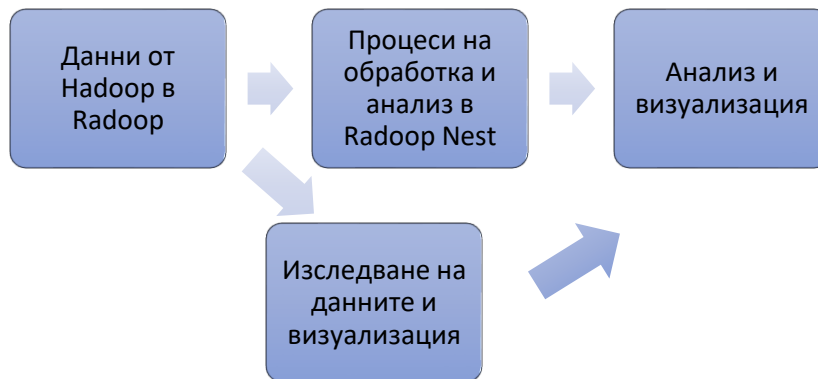 Данни от
Hadoop в
Radoop
Процеси на
обработка и
анализ в
Radoop Nest
Анализ и
визуализация
Изследване на
данните и
визуализация